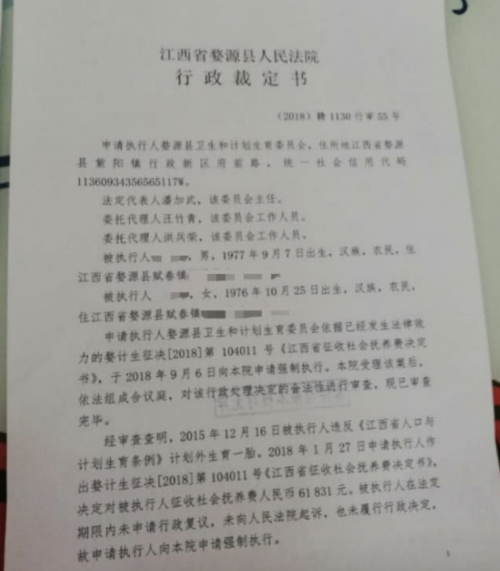 江西省婺源县人民法院
行政裁定书
(2018)赣1130行审55号
申请执行人婺源县卫生和计划生育委员会，住所地江西省婺源
县紫阳镇行政新区府前路，统一社会信用代码
11360934356565117W。
法定代表人潘加武，该委员会主任。
委托代理人汪竹青，该委员会工作人员。
委托代理人洪兵荣，该委员会工作人员。
被执行人 ，男，1977年9月7日出生，汉族，农民，住
江西省婺源县赋春镇
被执行人 ，女，1976年10月25日出生，汉族，农民，
住江西省婺源县赋春镇
申请执行人婺源县卫生和计划生育委员会依据已经发生法律效
力的婺计生征决[2018]第104011号《江西省征收社会抚养费决定
书》，于2018年9月6日向本院申请强制执行。本院受理该案后，
依法组成合议庭，对该行政处理决定的合法性进行审查，现已审查
完毕。
经审查查明，2015年12月16日被执行人违反《江西省人口与
计划生育条例》计划外生育一胎。2018年1月27日申请执行人作
出婺计生征决[2018]第104011号《江西省征收社会抚养费决定书》，
决定对被执行人征收社会抚养费人民币61831元。被执行人在法定
期限内未申请行政复议，未向人民法院起诉，也未履行行政决定，
故申请执行人向本院申请强制执行。